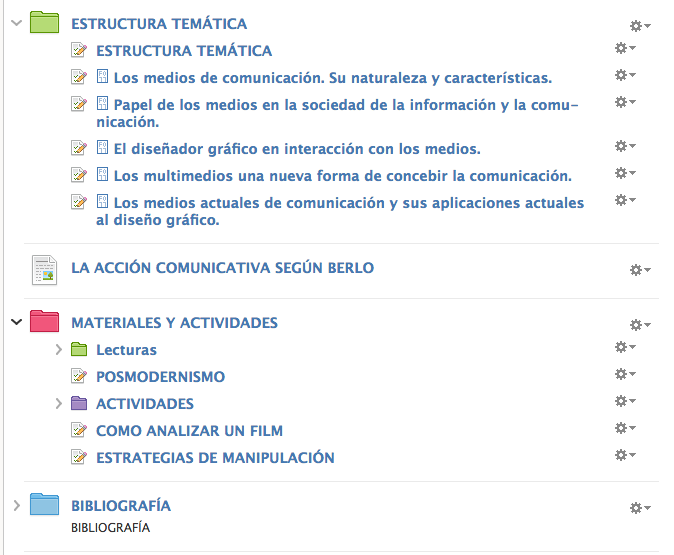 ESTRUCTURA TEMÁTICA
ESTRUCTURA TEMÁTICA
Los medios de comunicación. Su naturaleza y características.
Papel de los medios en la sociedad de la información y la comu-
nicación.
El diseñador gráfico en interacción con los medios.
Los multimedios una nueva forma de concebir la comunicación.
Los medios actuales de comunicación y sus aplicaciones actuales
al diseño gráfico.
LA ACCIÓN COMUNICATIVA SEGÚN BERLO
MATERIALES Y ACTIVIDADES
Lecturas
POSMODERNISMO
ACTIVIDADES
COMO ANALIZAR UN FILM
ESTRATEGIAS DE MANIPULACIÓN
BIBLIOGRAFÍA
BIBLIOGRAFÍA